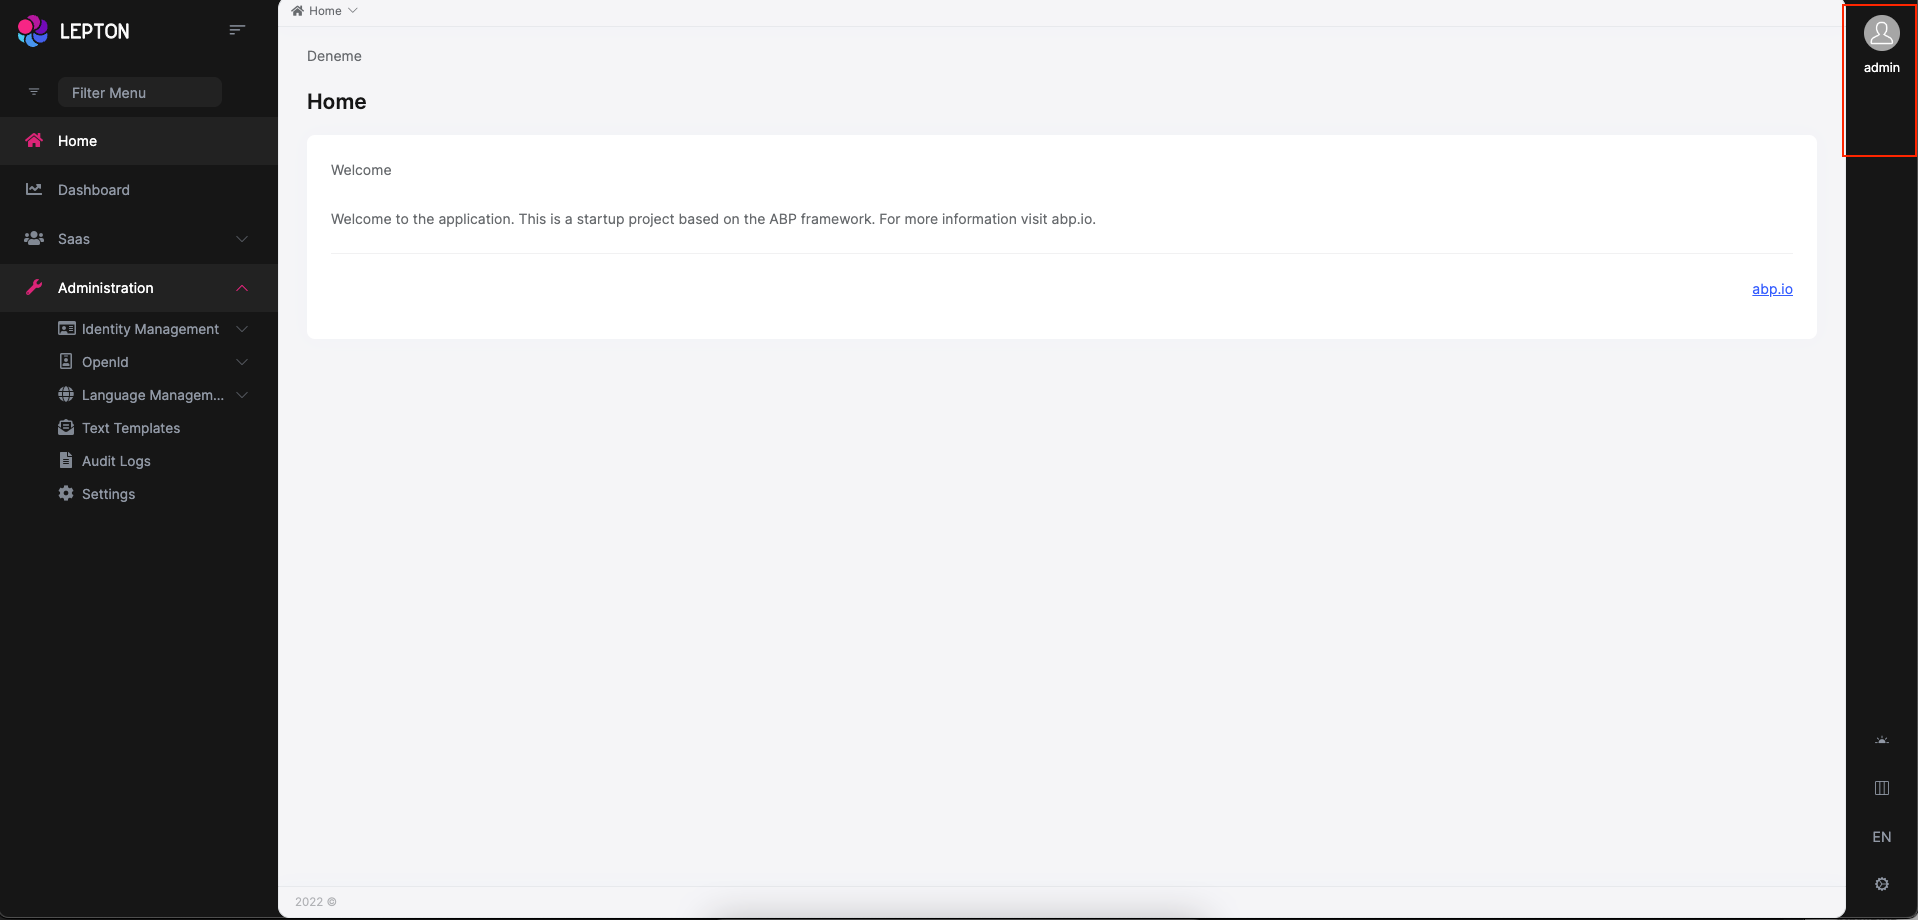 LEPTON
Filter Menu
Home
Dashboard
Saas
Administration
Identity Management
OpenId
Language Managem...
Text Templates
Audit Logs
Settings
Home
Deneme
Home
Welcome
Welcome to the application. This is a startup project based on the ABP framework. For more information visit abp.io.
abp.io
2022 ©
admin
EN